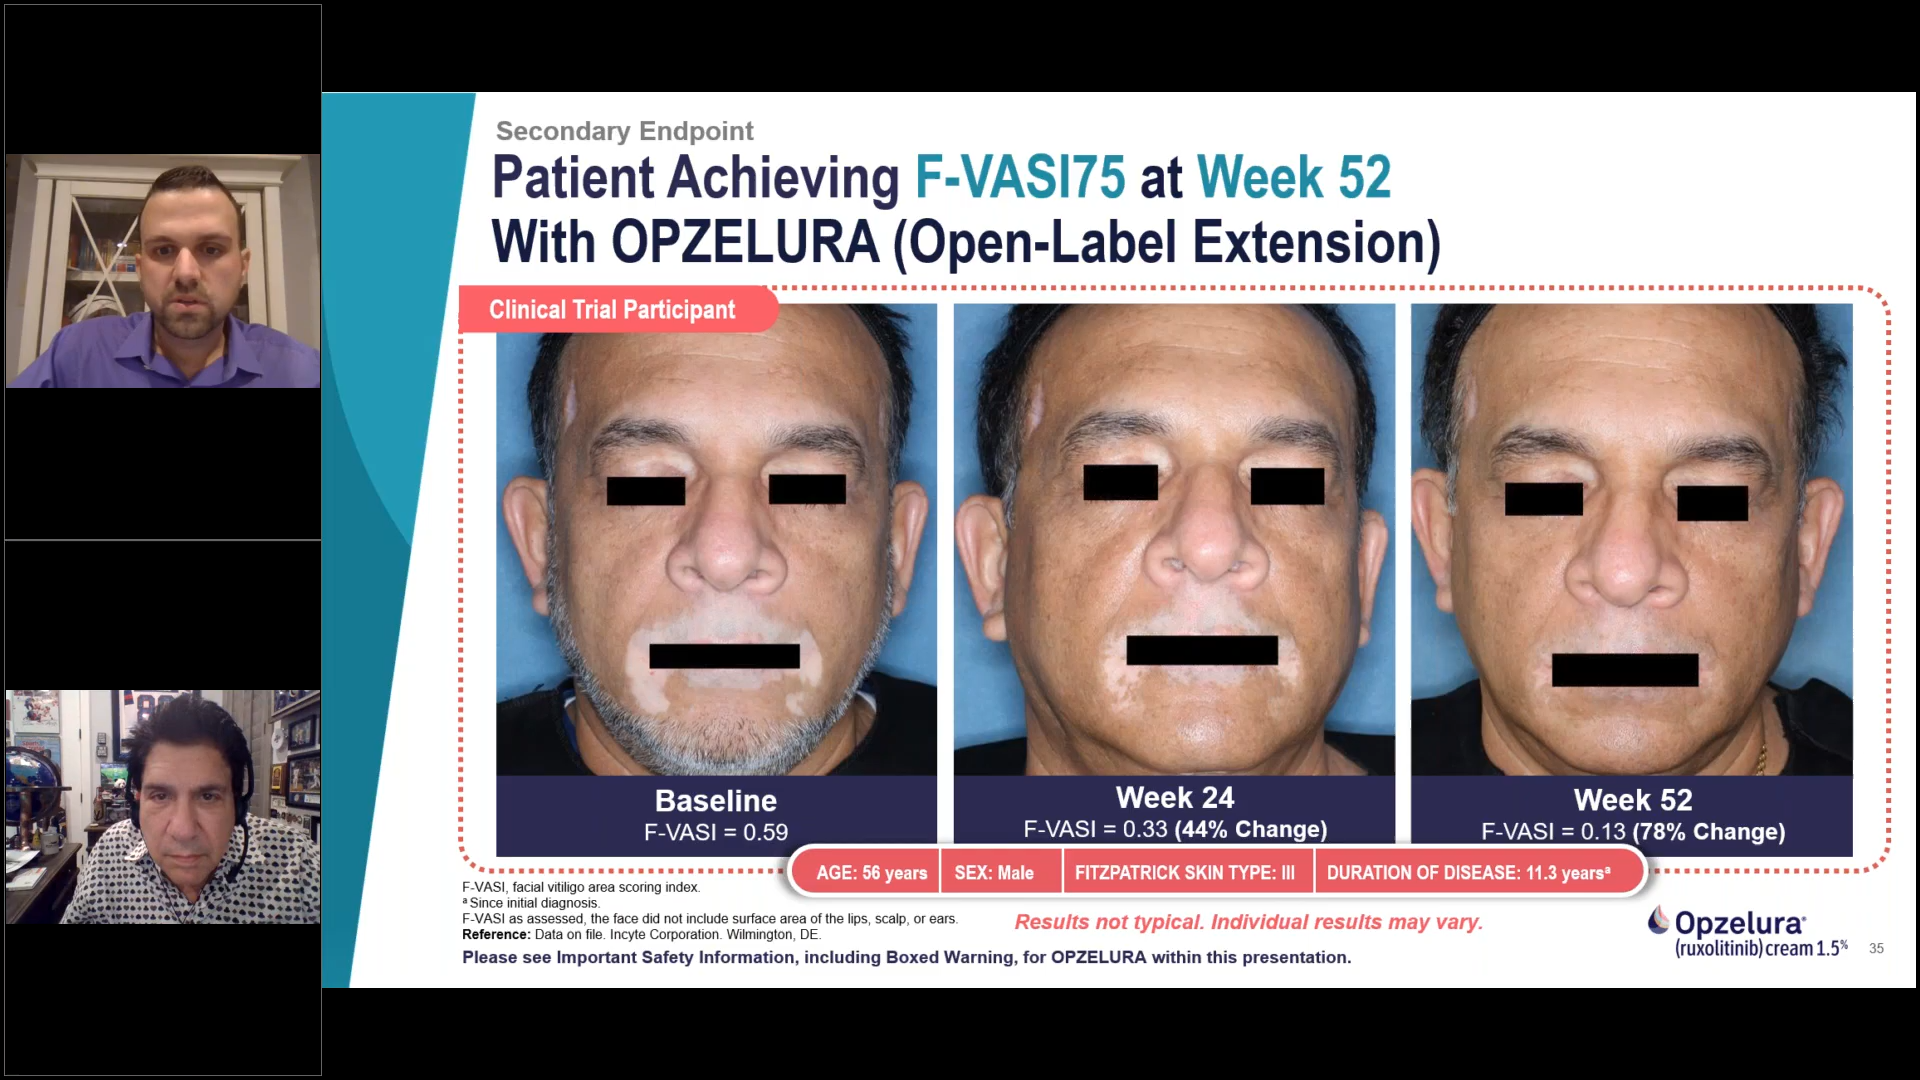 Secondary Endpoint
Patient Achieving F-VASI75 at Week 52
With OPZELURA (Open-Label Extension)
Clinical Trial Participant
Baseline
F-VASI = 0.59
Week 24
F-VASI = 0.33 (44% Change)
Week 52
F-VASI = 0.13 (78% Change)
AGE: 56 years SEX: Male FITZPATRICK SKIN TYPE: III DURATION OF DISEASE: 11.3 yearsᵃ
F-VASI, facial vitiligo area scoring index.
ᵃ Since initial diagnosis.
F-VASI as assessed, the face did not include surface area of the lips, scalp, or ears.
Reference: Data on file. Incyte Corporation. Wilmington, DE.
Results not typical. Individual results may vary.
Please see Important Safety Information, including Boxed Warning, for OPZELURA within this presentation.
Opzelura®
(ruxolitinib) cream 1.5%
35